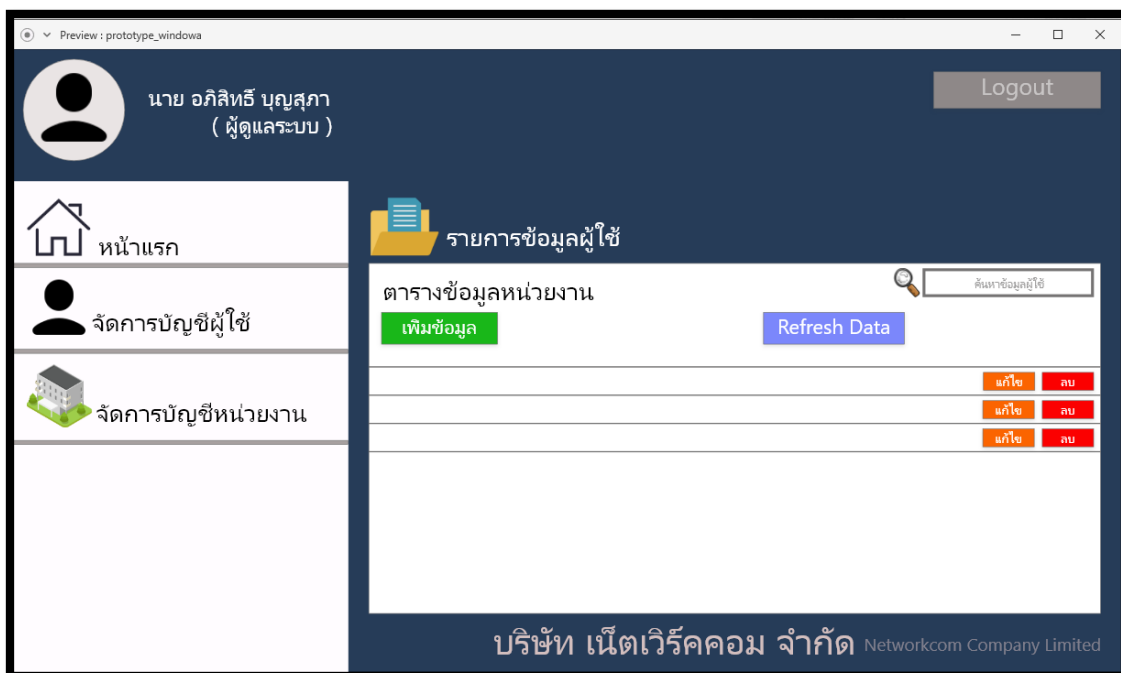 Preview : prototype_windowa
นาย อภิสิทธิ์ บุญสุภา
( ผู้ดูแลระบบ )
Logout
หน้าแรก
จัดการบัญชีผู้ใช้
จัดการบัญชีหน่วยงาน
รายการข้อมูลผู้ใช้
ตารางข้อมูลหน่วยงาน
ค้นหาข้อมูลผู้ใช้
เพิ่มข้อมูล
Refresh Data
แก้ไข ลบ
แก้ไข ลบ
แก้ไข ลบ
บริษัท เน็ตเวิร์คคอม จำกัด Networkcom Company Limited